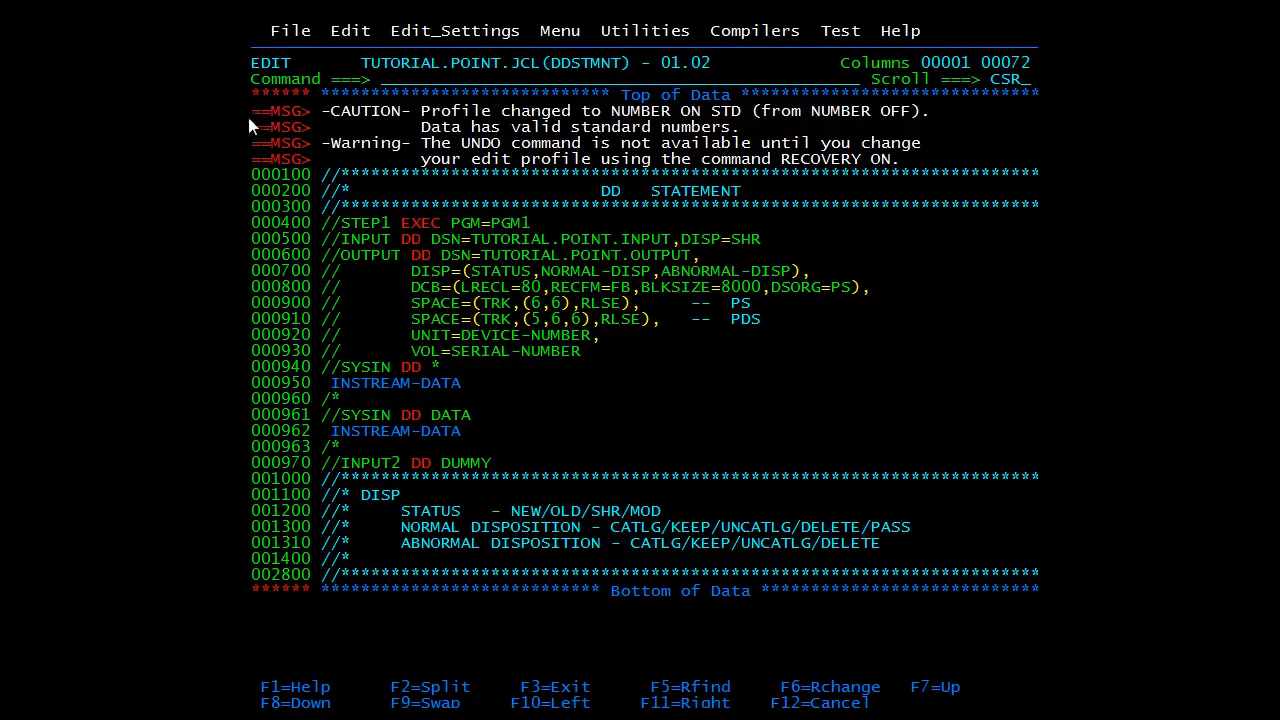 File  Edit  Edit_Settings  Menu  Utilities  Compilers  Test  Help
EDIT       TUTORIAL.POINT.JCL(DDSTMNT) - 01.02             Columns 00001 00072
Command ===>                                                  Scroll ===> CSR_
****** ***************************** Top of Data ******************************
==MSG> -CAUTION- Profile changed to NUMBER ON STD (from NUMBER OFF).
==MSG>           Data has valid standard numbers.
==MSG> -Warning- The UNDO command is not available until you change
==MSG>           your edit profile using the command RECOVERY ON.
000100 //**********************************************************************
000200 //*                         DD   STATEMENT
000300 //**********************************************************************
000400 //STEP1 EXEC PGM=PGM1
000500 //INPUT DD DSN=TUTORIAL.POINT.INPUT,DISP=SHR
000600 //OUTPUT DD DSN=TUTORIAL.POINT.OUTPUT,
000700 //       DISP=(STATUS,NORMAL-DISP,ABNORMAL-DISP),
000800 //       DCB=(LRECL=80,RECFM=FB,BLKSIZE=8000,DSORG=PS),
000900 //       SPACE=(TRK,(6,6),RLSE),     --  PS
000910 //       SPACE=(TRK,(5,6,6),RLSE),   --  PDS
000920 //       UNIT=DEVICE-NUMBER,
000930 //       VOL=SERIAL-NUMBER
000940 //SYSIN DD *
000950  INSTREAM-DATA
000960 /*
000961 //SYSIN DD DATA
000962  INSTREAM-DATA
000963 /*
000970 //INPUT2 DD DUMMY
001000 //**********************************************************************
001100 //* DISP
001200 //*     STATUS   - NEW/OLD/SHR/MOD
001300 //*     NORMAL DISPOSITION - CATLG/KEEP/UNCATLG/DELETE/PASS
001310 //*     ABNORMAL DISPOSITION - CATLG/KEEP/UNCATLG/DELETE
001400 //*
002800 //**********************************************************************
****** **************************** Bottom of Data ****************************
F1=Help      F2=Split     F3=Exit      F5=Rfind     F6=Rchange   F7=Up
F8=Down      F9=Swap     F10=Left     F11=Right    F12=Cancel